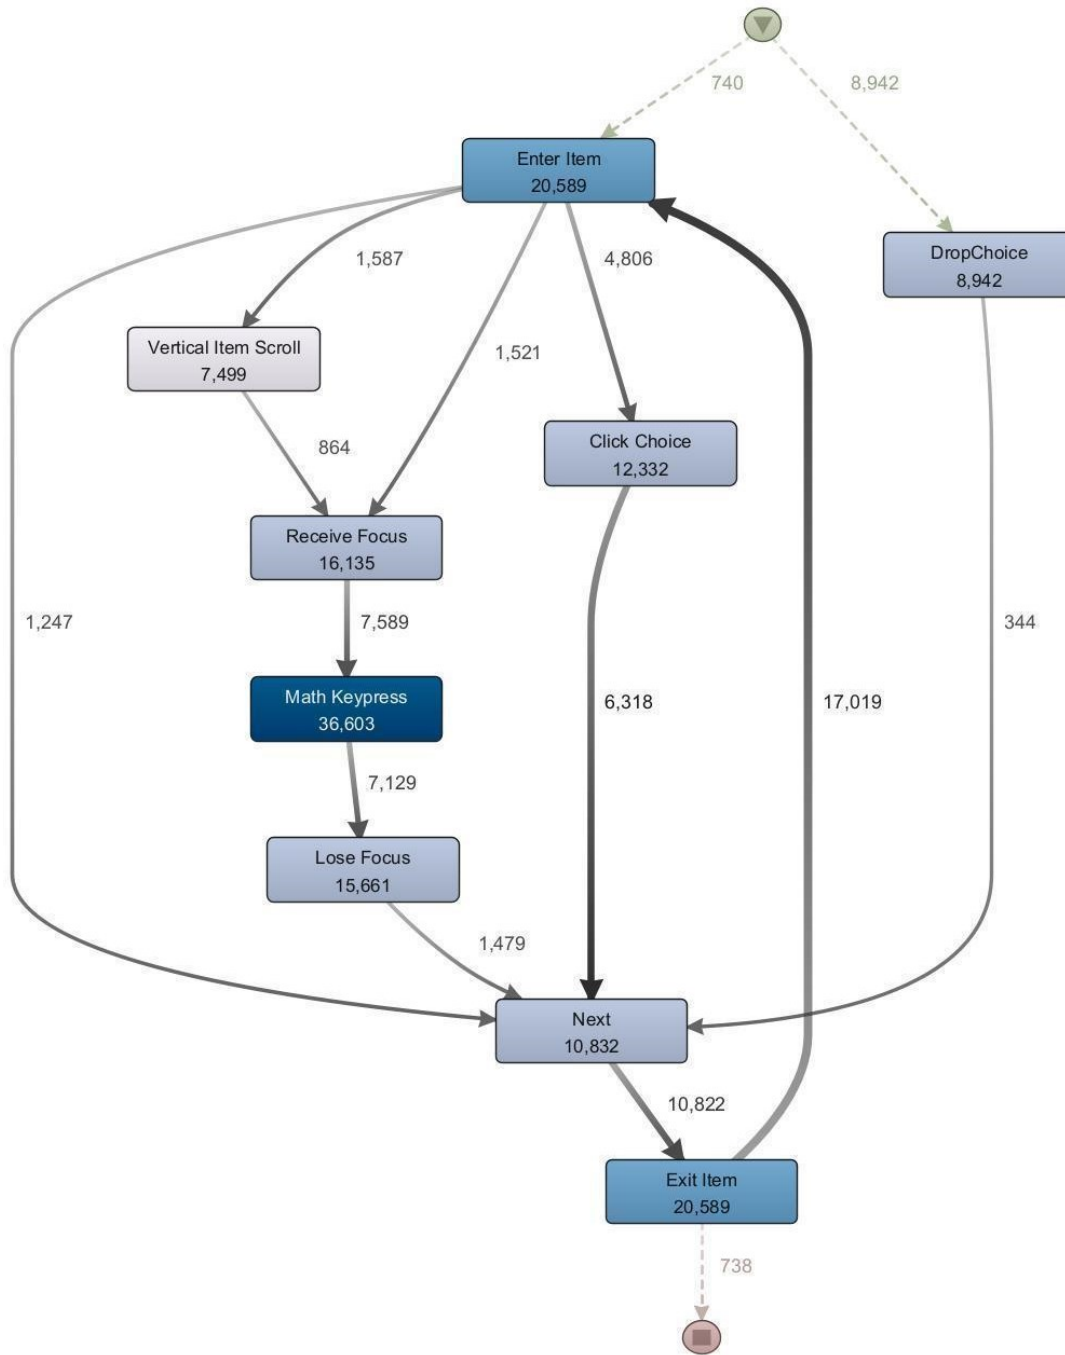 740
8,942
Enter Item
20,589
DropChoice
8,942
1,587
4,806
Vertical Item Scroll
7,499
1,521
864
Click Choice
12,332
Receive Focus
16,135
1,247
7,589
344
Math Keypress
36,603
6,318
17,019
7,129
Lose Focus
15,661
1,479
Next
10,832
10,822
Exit Item
20,589
738